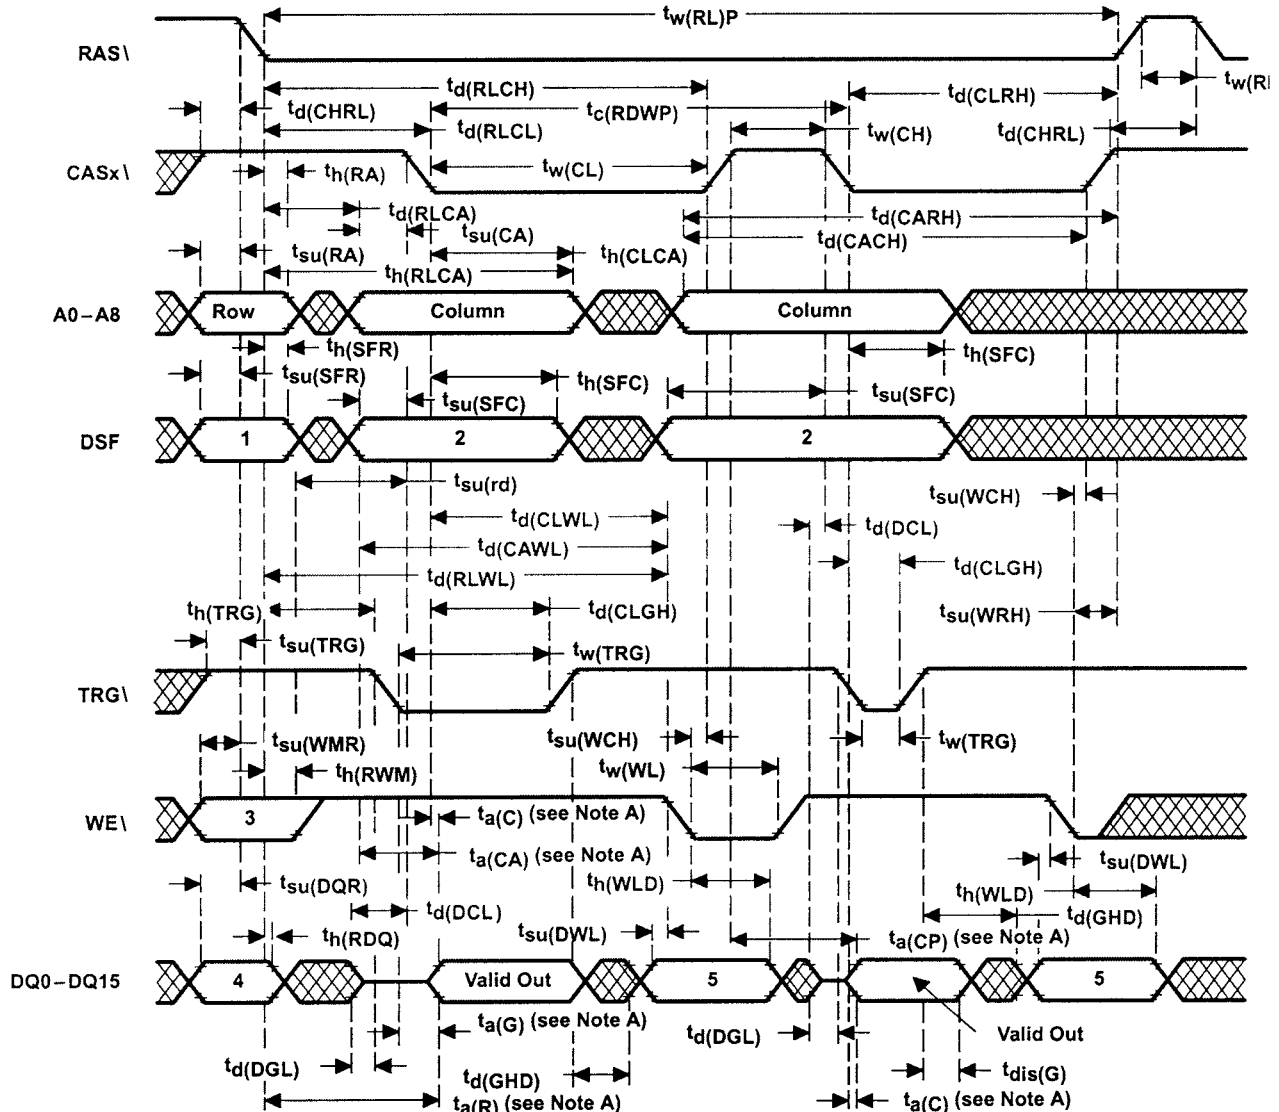 tw(RL)P
RAS\
td(RLCH)
td(CLRH)
tw(RI
td(CHRL)
tc(RDWP)
td(RLCL)
tw(CH)
td(CHRL)
CASx\
th(RA)
tw(CL)
td(RLCA)
td(CARH)
tsu(CA)
td(CACH)
tsu(RA)
th(CLCA)
th(RLCA)
A0–A8
Row
Column
Column
th(SFR)
th(SFC)
tsu(SFR)
th(SFC)
tsu(SFC)
tsu(SFC)
DSF
1
2
2
tsu(rd)
tsu(WCH)
td(CLWL)
td(DCL)
td(CAWL)
td(CLGH)
td(RLWL)
th(TRG)
td(CLGH)
tsu(WRH)
tsu(TRG)
tw(TRG)
TRG\
tsu(WMR)
tsu(WCH)
tw(TRG)
th(RWM)
tw(WL)
WE\
3
ta(C) (see Note A)
ta(CA) (see Note A)
tsu(DWL)
tsu(DQR)
th(WLD)
th(WLD)
td(DCL)
td(GHD)
th(RDQ)
tsu(DWL)
ta(CP) (see Note A)
DQ0–DQ15
4
Valid Out
5
5
ta(G) (see Note A)
td(DGL)
Valid Out
td(DGL)
td(GHD)
tdis(G)
ta(R) (see Note A)
ta(C) (see Note A)